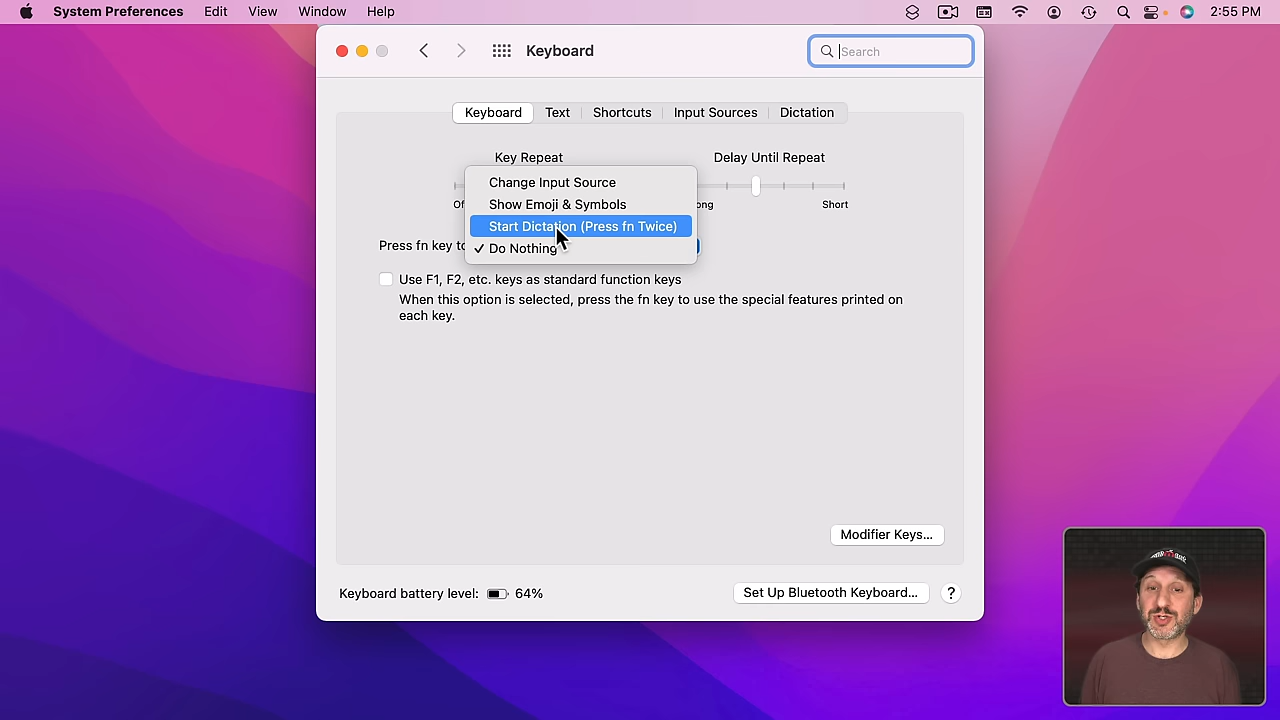 System Preferences Edit View Window Help 2:55 PM
Keyboard Search
Keyboard Text Shortcuts Input Sources Dictation
Key Repeat Delay Until Repeat
Change Input Source
Short
Show Emoji & Symbols
Start Dictation (Press fn Twice)
Press fn key to
✓ Do Nothing
Use F1, F2, etc. keys as standard function keys
When this option is selected, press the fn key to use the special features printed on
each key.
Modifier Keys...
Keyboard battery level: 64% Set Up Bluetooth Keyboard... ?